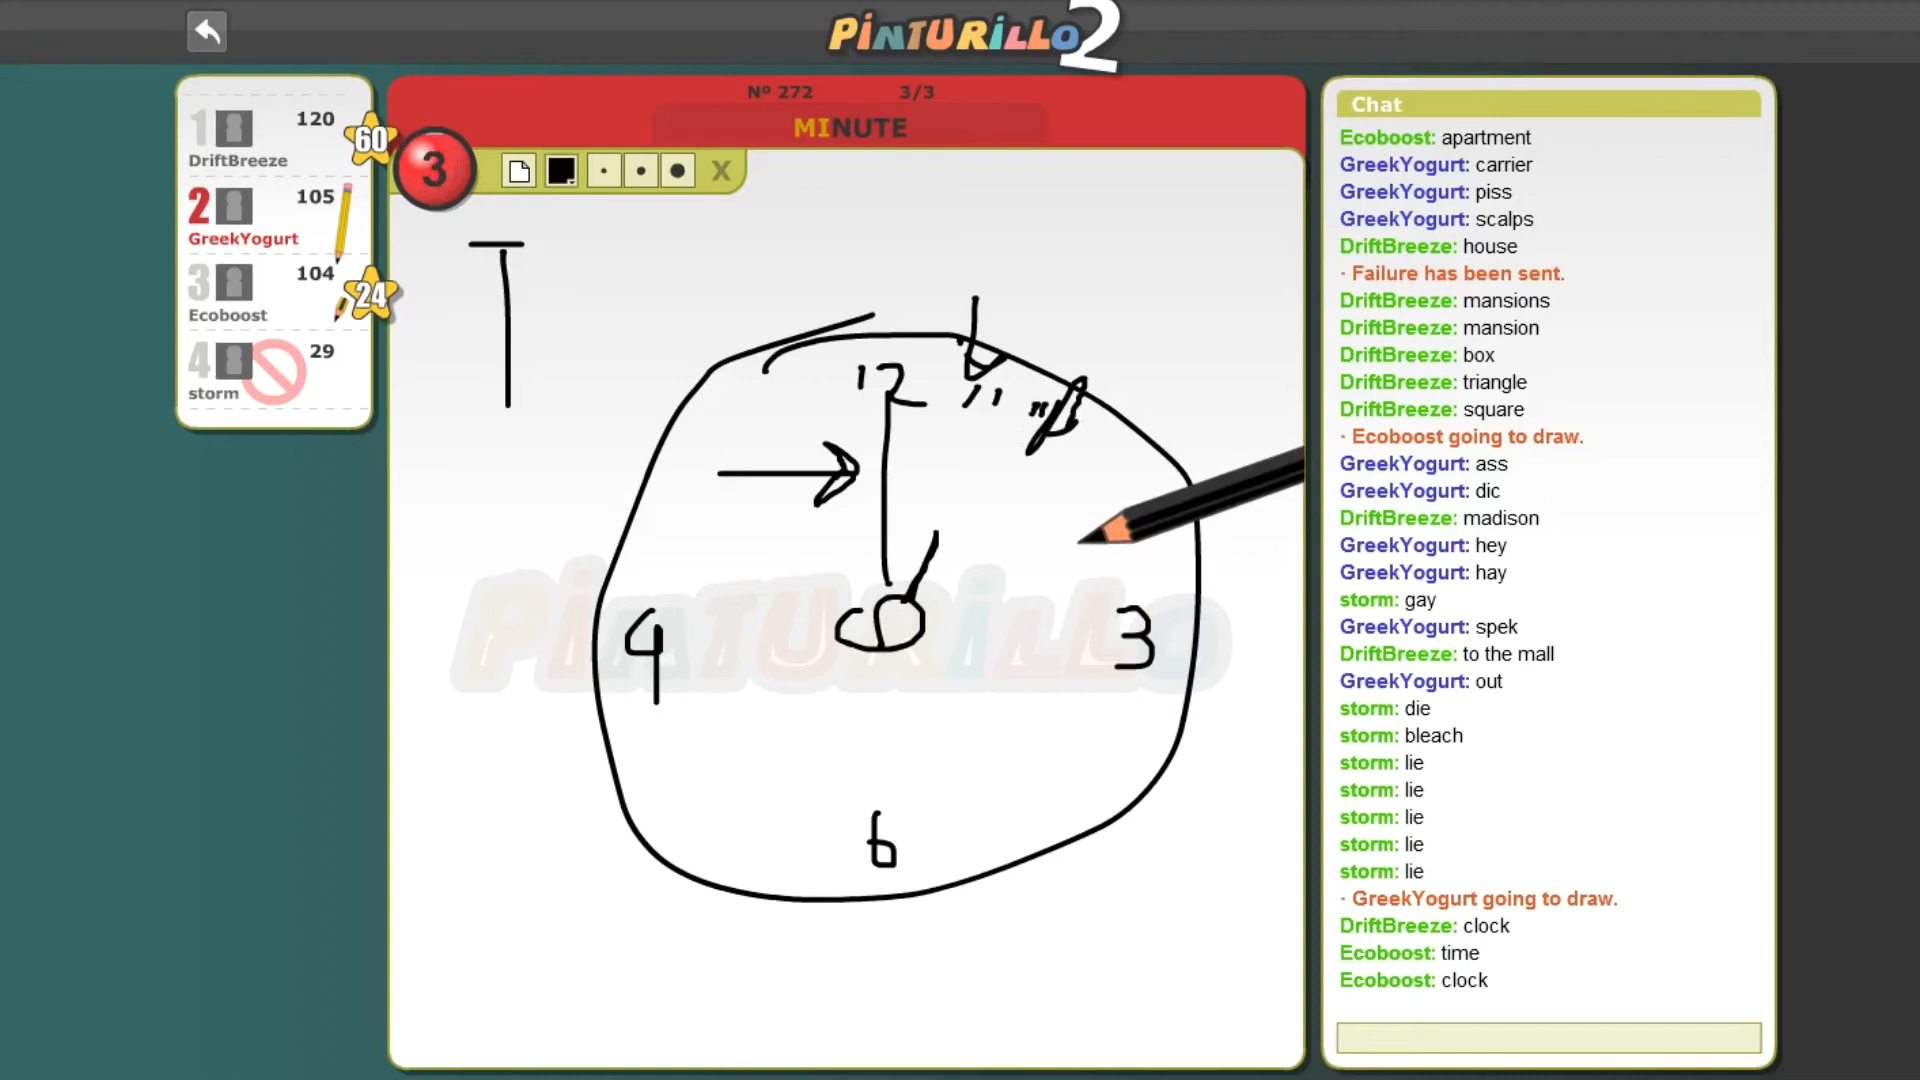 PINTURILLO 2
1 120 60
DriftBreeze
2 105
GreekYogurt
3 104 24
Ecoboost
4 29
storm
Nº 272 3/3
MINUTE
3
X
T
12
9 3
6
PINTURILLO
Chat
Ecoboost: apartment
GreekYogurt: carrier
GreekYogurt: piss
GreekYogurt: scalps
DriftBreeze: house
· Failure has been sent.
DriftBreeze: mansions
DriftBreeze: mansion
DriftBreeze: box
DriftBreeze: triangle
DriftBreeze: square
· Ecoboost going to draw.
GreekYogurt: ass
GreekYogurt: dic
DriftBreeze: madison
GreekYogurt: hey
GreekYogurt: hay
storm: gay
GreekYogurt: spek
DriftBreeze: to the mall
GreekYogurt: out
storm: die
storm: bleach
storm: lie
storm: lie
storm: lie
storm: lie
storm: lie
· GreekYogurt going to draw.
DriftBreeze: clock
Ecoboost: time
Ecoboost: clock